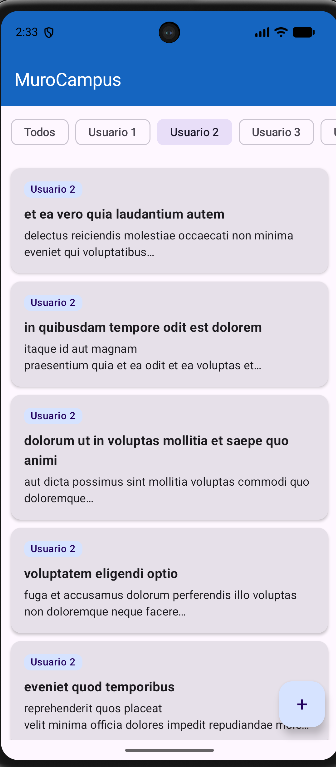 2:33
MuroCampus
Todos Usuario 1 Usuario 2 Usuario 3
Usuario 2
et ea vero quia laudantium autem
delectus reiciendis molestiae occaecati non minima
eveniet qui voluptatibus…
Usuario 2
in quibusdam tempore odit est dolorem
itaque id aut magnam
praesentium quia et ea odit et ea voluptas et…
Usuario 2
dolorum ut in voluptas mollitia et saepe quo
animi
aut dicta possimus sint mollitia voluptas commodi quo
doloremque…
Usuario 2
voluptatem eligendi optio
fuga et accusamus dolorum perferendis illo voluptas
non doloremque neque facere…
Usuario 2
eveniet quod temporibus
reprehenderit quos placeat
+
velit minima officia dolores impedit repudiandae